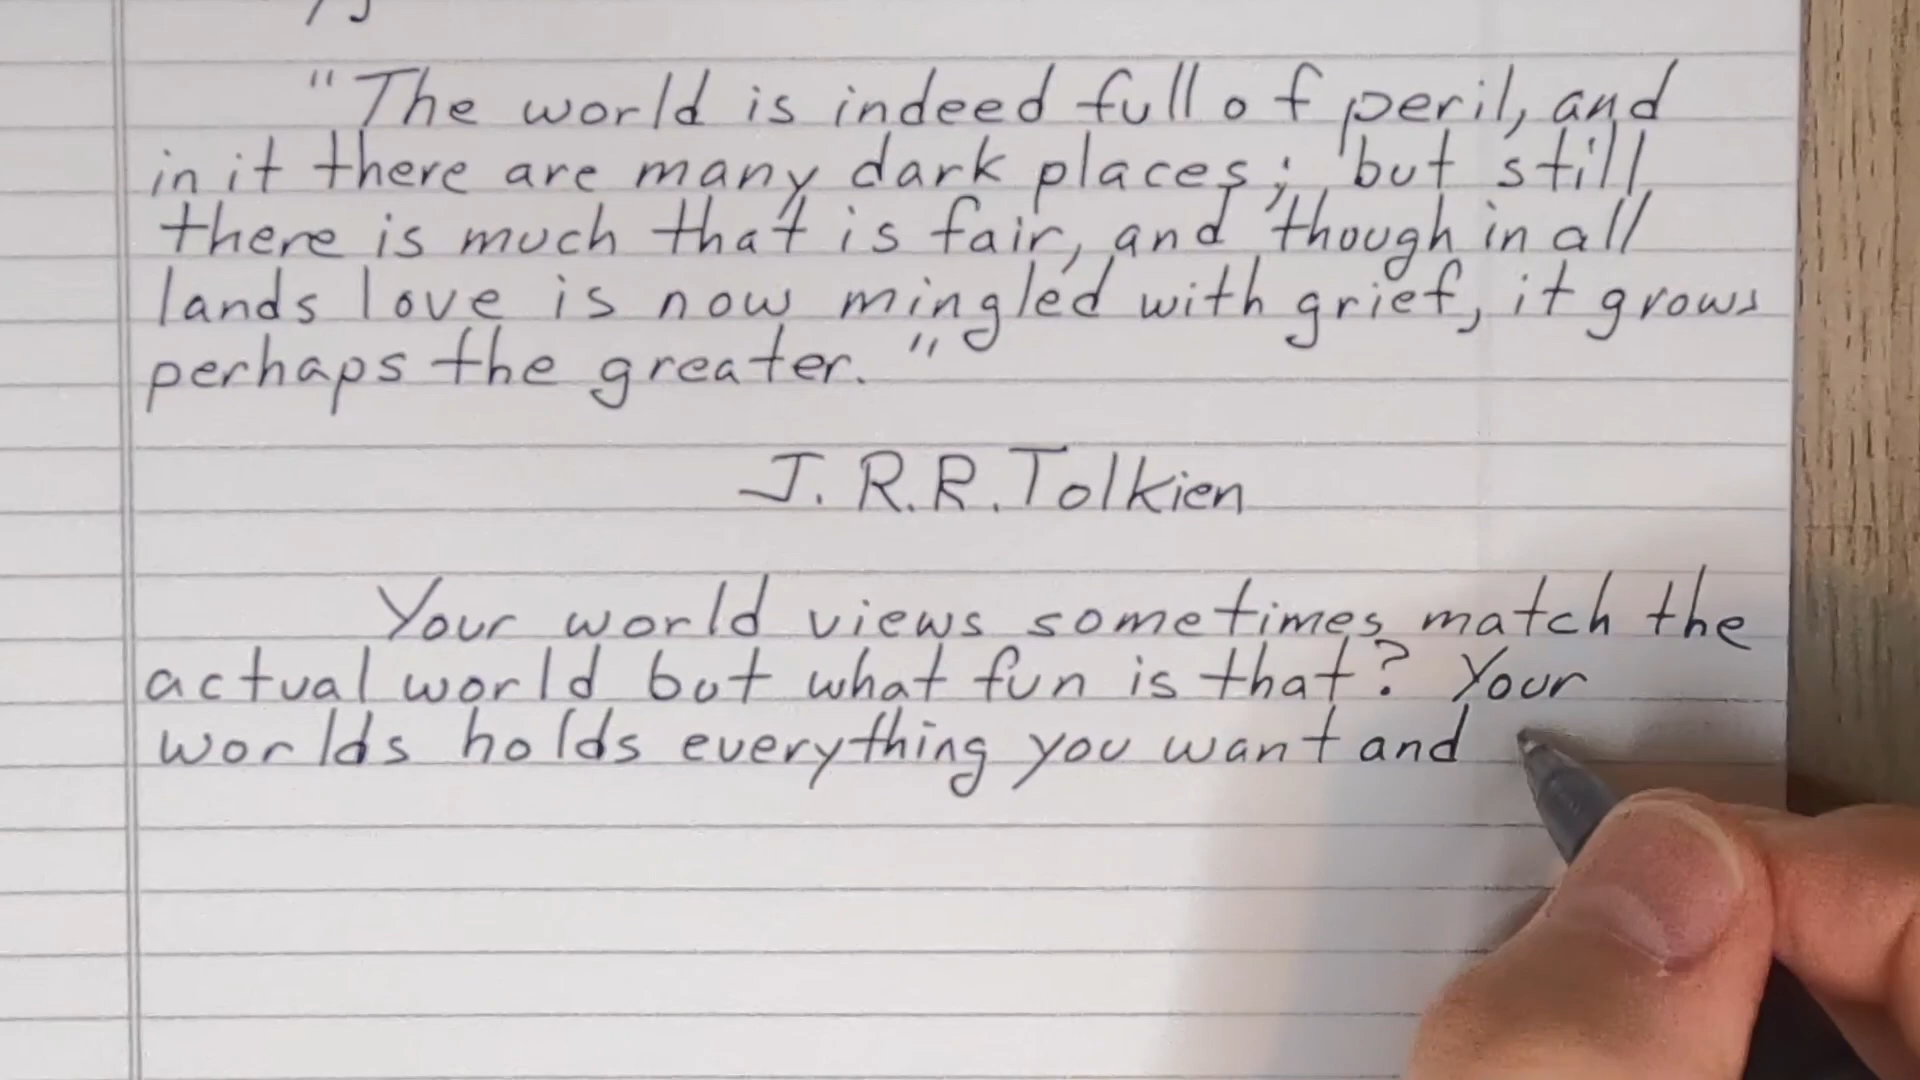 "The world is indeed full of peril, and
in it there are many dark places; but still
there is much that is fair, and though in all
lands love is now mingled with grief, it grows
perhaps the greater."
J.R.R.Tolkien
Your world views sometimes match the
actual world but what fun is that? Your
worlds holds everything you want and